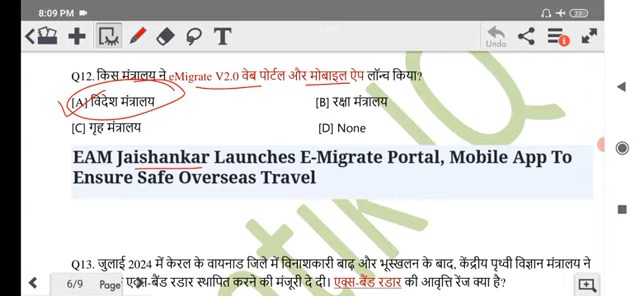 8:09 PM
33
Undo
Q12. किस मंत्रालय ने eMigrate V2.0 वेब पोर्टल और मोबाइल ऐप लॉन्च किया?
[A] विदेश मंत्रालय [B] रक्षा मंत्रालय
[C] गृह मंत्रालय [D] None
EAM Jaishankar Launches E-Migrate Portal, Mobile App To
Ensure Safe Overseas Travel
Q13. जुलाई 2024 में केरल के वायनाड जिले में विनाशकारी बाढ़ और भूस्खलन के बाद, केंद्रीय पृथ्वी विज्ञान मंत्रालय ने
एक्स-बैंड रडार स्थापित करने की मंजूरी दे दी। एक्स-बैंड रडार की आवृत्ति रेंज क्या है?
6/9 Page